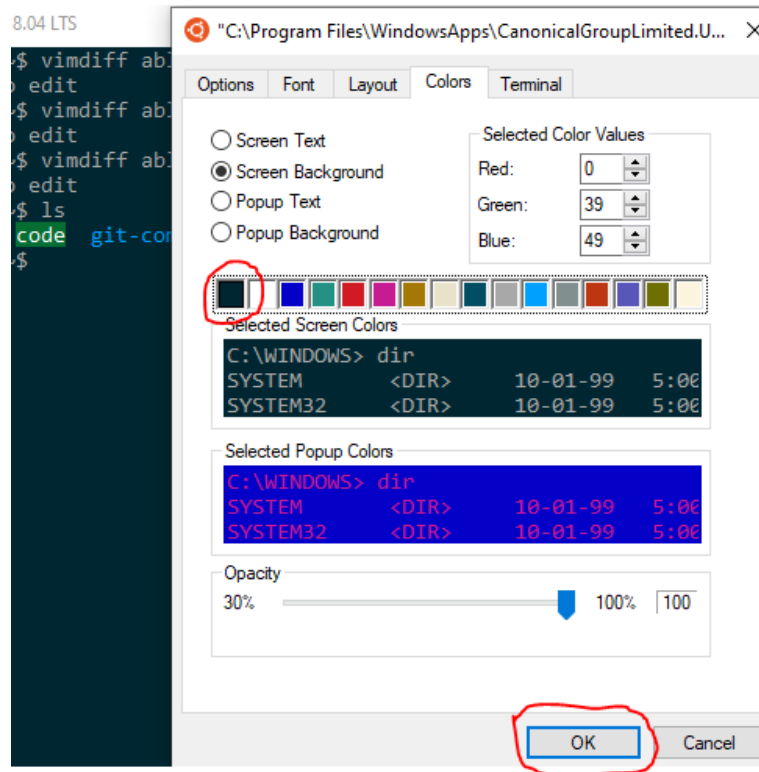 8.04 LTS
~$ vimdiff abl
o edit
~$ vimdiff abl
o edit
~$ vimdiff abl
o edit
~$ ls
code git-con
~$
"C:\Program Files\WindowsApps\CanonicalGroupLimited.U...
Options Font Layout Colors Terminal
Screen Text
Screen Background
Popup Text
Popup Background
Selected Color Values
Red: 0
Green: 39
Blue: 49
Selected Screen Colors
C:\WINDOWS> dir
SYSTEM <DIR> 10-01-99 5:00
SYSTEM32 <DIR> 10-01-99 5:00
Selected Popup Colors
C:\WINDOWS> dir
SYSTEM <DIR> 10-01-99 5:00
SYSTEM32 <DIR> 10-01-99 5:00
Opacity
30% 100% 100
OK Cancel